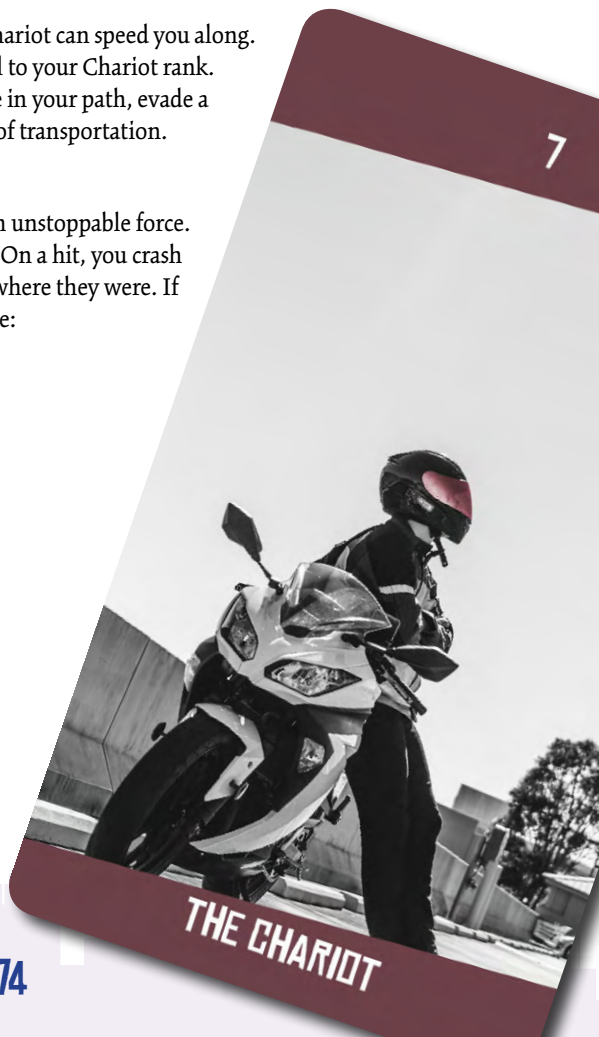 hariot can speed you along.
l to your Chariot rank.
e in your path, evade a
of transportation.
n unstoppable force.
On a hit, you crash
where they were. If
e:
7
THE CHARIOT
74